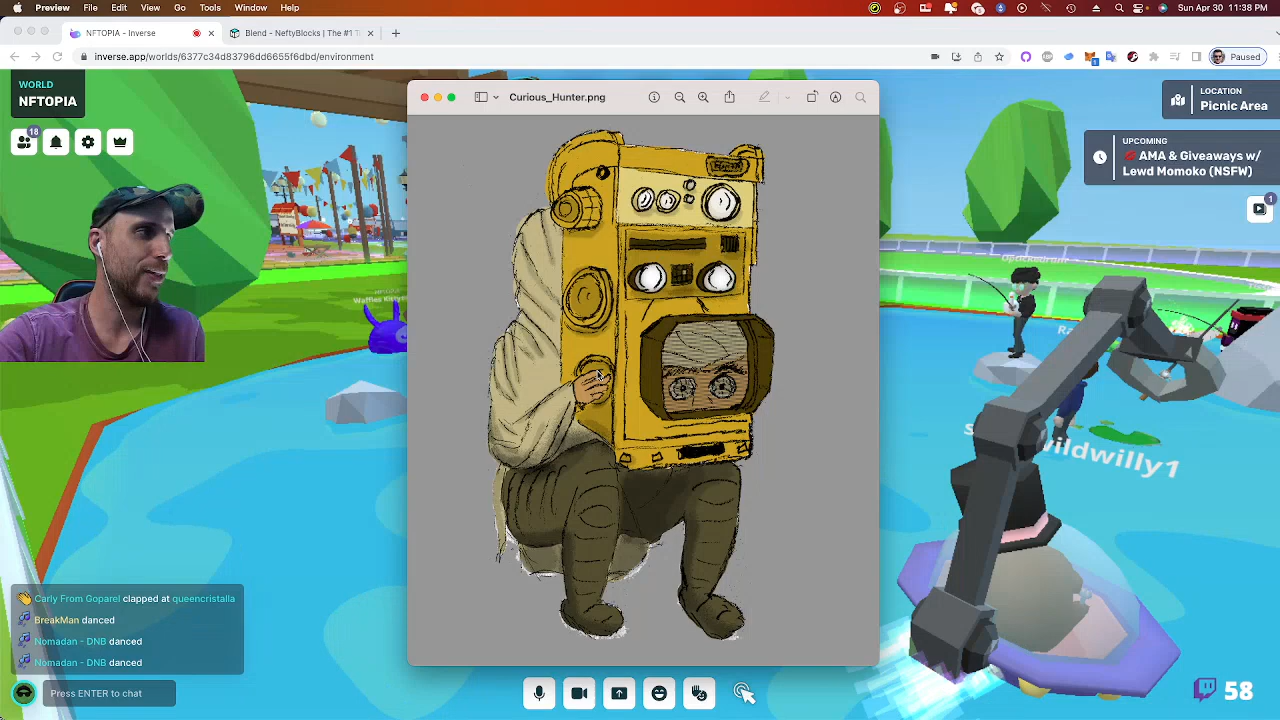 Preview File Edit View Go Tools Window Help
Sun Apr 30 11:38 PM
NFTOPIA - Inverse
Blend - NeftyBlocks | The #1
inverse.app/worlds/6377c34d83796dd6655f6dbd/environment
Paused
WORLD
NFTOPIA
18
Curious_Hunter.png
LOCATION
Picnic Area
UPCOMING
💋 AMA & Giveaways w/
Lewd Momoko (NSFW)
1
NFTOPIA
wildwilly1
👏 Carly From Goparel clapped at queencristalla
BreakMan danced
Nomadan - DNB danced
Nomadan - DNB danced
Press ENTER to chat
58